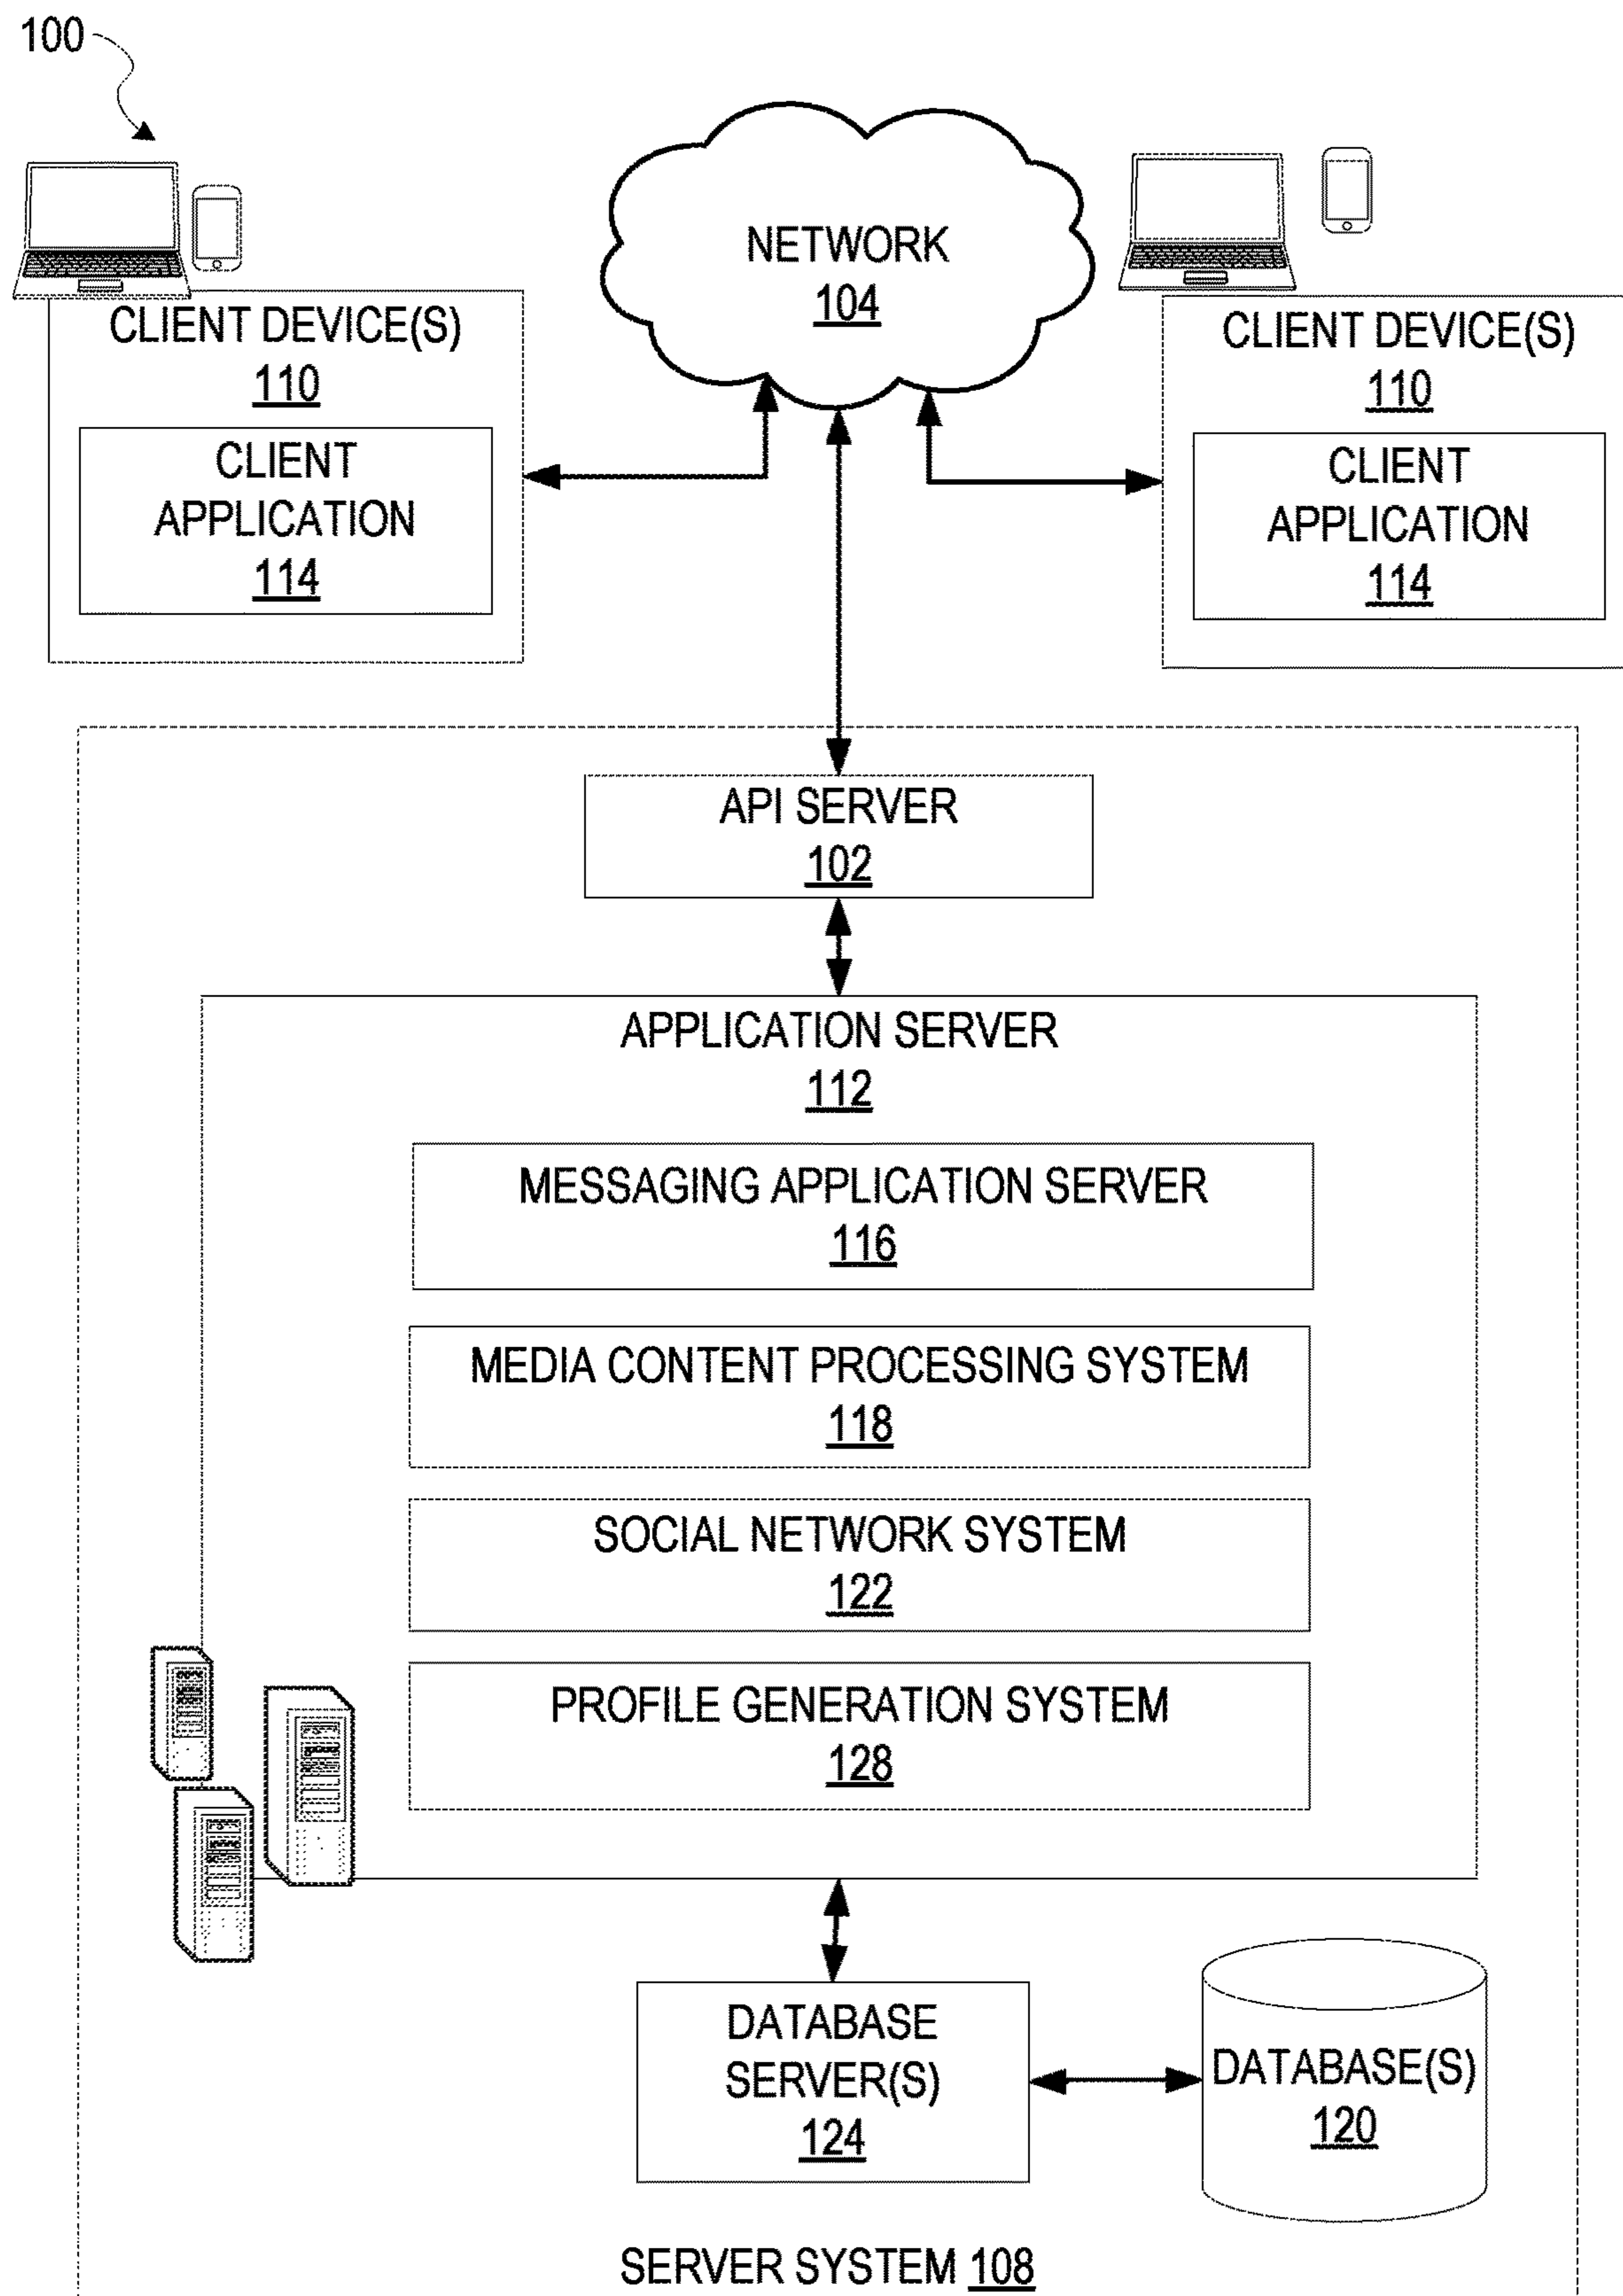 100
NETWORK
104
CLIENT DEVICE(S)
110
CLIENT
APPLICATION
114
CLIENT DEVICE(S)
110
CLIENT
APPLICATION
114
API SERVER
102
APPLICATION SERVER
112
MESSAGING APPLICATION SERVER
116
MEDIA CONTENT PROCESSING SYSTEM
118
SOCIAL NETWORK SYSTEM
122
PROFILE GENERATION SYSTEM
128
DATABASE
SERVER(S)
124
DATABASE(S)
120
SERVER SYSTEM 108